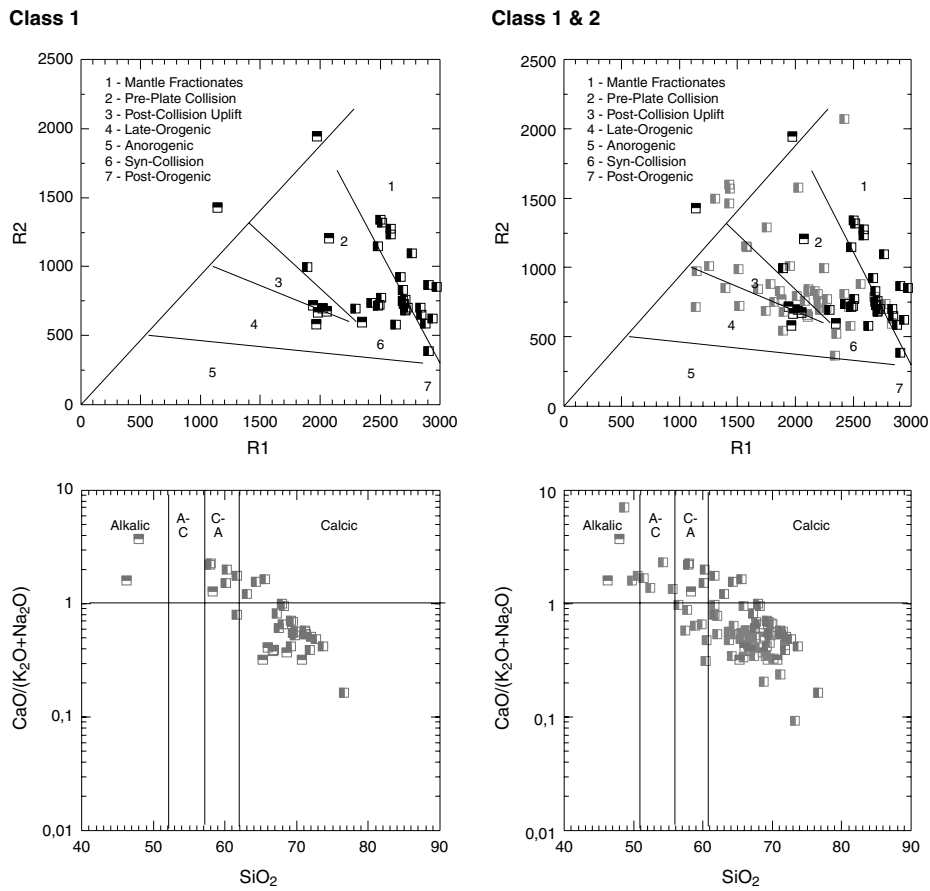 Class 1
Class 1 & 2
2500
2000
1500
1000
500
0
R2
1 - Mantle Fractionates
2 - Pre-Plate Collision
3 - Post-Collision Uplift
4 - Late-Orogenic
5 - Anorogenic
6 - Syn-Collision
7 - Post-Orogenic
1
2
3
4
5
6
7
0 500 1000 1500 2000 2500 3000
R1
2500
2000
1500
1000
500
0
R2
1 - Mantle Fractionates
2 - Pre-Plate Collision
3 - Post-Collision Uplift
4 - Late-Orogenic
5 - Anorogenic
6 - Syn-Collision
7 - Post-Orogenic
1
2
3
4
5
6
7
0 500 1000 1500 2000 2500 3000
R1
10
1
0,1
0,01
CaO/(K₂O+Na₂O)
Alkalic
A-
C
C-
A
Calcic
40 50 60 70 80 90
SiO₂
10
1
0,1
0,01
CaO/(K₂O+Na₂O)
Alkalic
A-
C
C-
A
Calcic
40 50 60 70 80 90
SiO₂